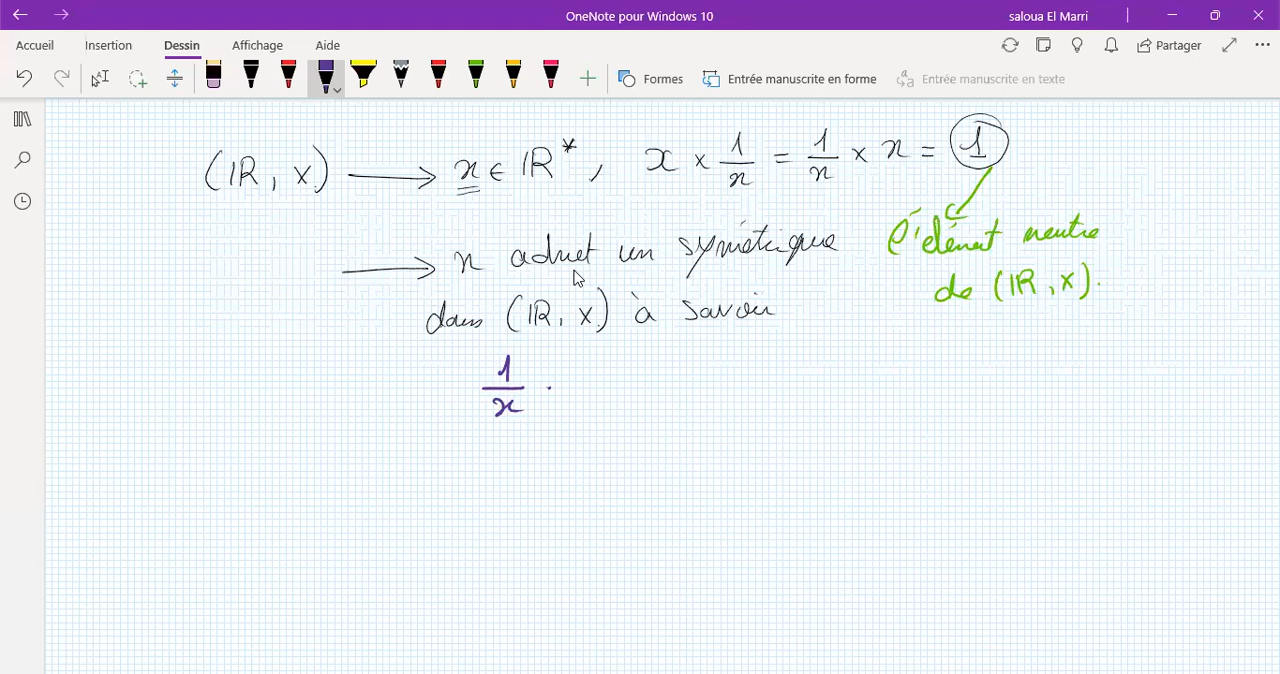 OneNote pour Windows 10
saloua El Marri
Accueil Insertion Dessin Affichage Aide
Partager
Formes Entrée manuscrite en forme Entrée manuscrite en texte
(ℝ, ×) ⟶ x ∈ ℝ*, x × 1/x = 1/x × x = 1
l'élément neutre
de (ℝ, ×).
⟶ x admet un symétrique
dans (ℝ, ×) à savoir
1/x .